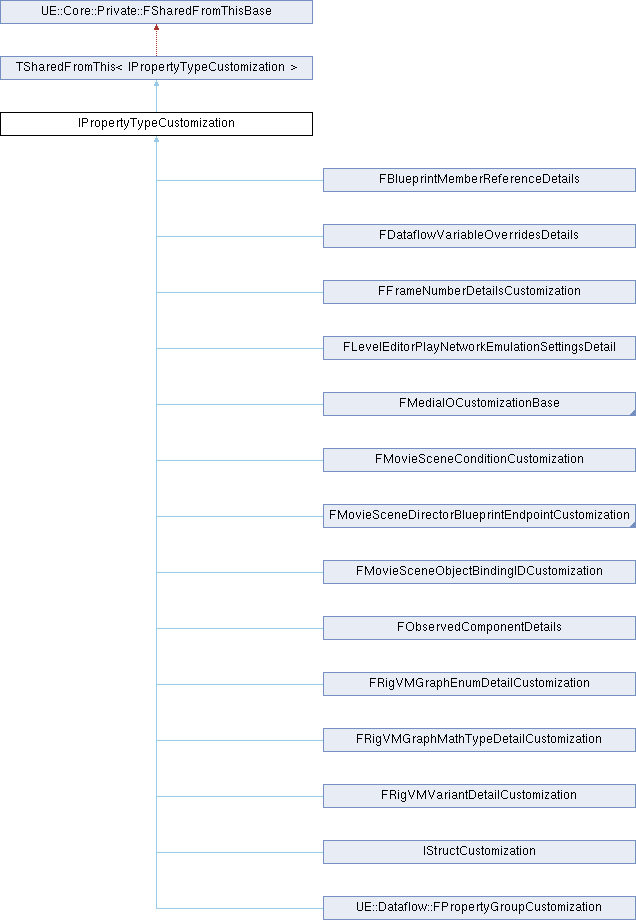 UE::Core::Private::FSharedFromThisBase
TSharedFromThis< IPropertyTypeCustomization >
IPropertyTypeCustomization
FBlueprintMemberReferenceDetails
FDataflowVariableOverridesDetails
FFrameNumberDetailsCustomization
FLevelEditorPlayNetworkEmulationSettingsDetail
FMediaIOCustomizationBase
FMovieSceneConditionCustomization
FMovieSceneDirectorBlueprintEndpointCustomization
FMovieSceneObjectBindingIDCustomization
FObservedComponentDetails
FRigVMGraphEnumDetailCustomization
FRigVMGraphMathTypeDetailCustomization
FRigVMVariantDetailCustomization
IStructCustomization
UE::Dataflow::FPropertyGroupCustomization